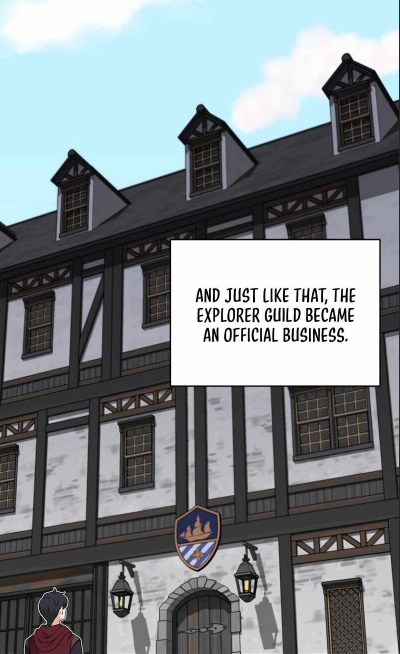 AND JUST LIKE THAT, THE
EXPLORER GUILD BECAME
AN OFFICIAL BUSINESS.